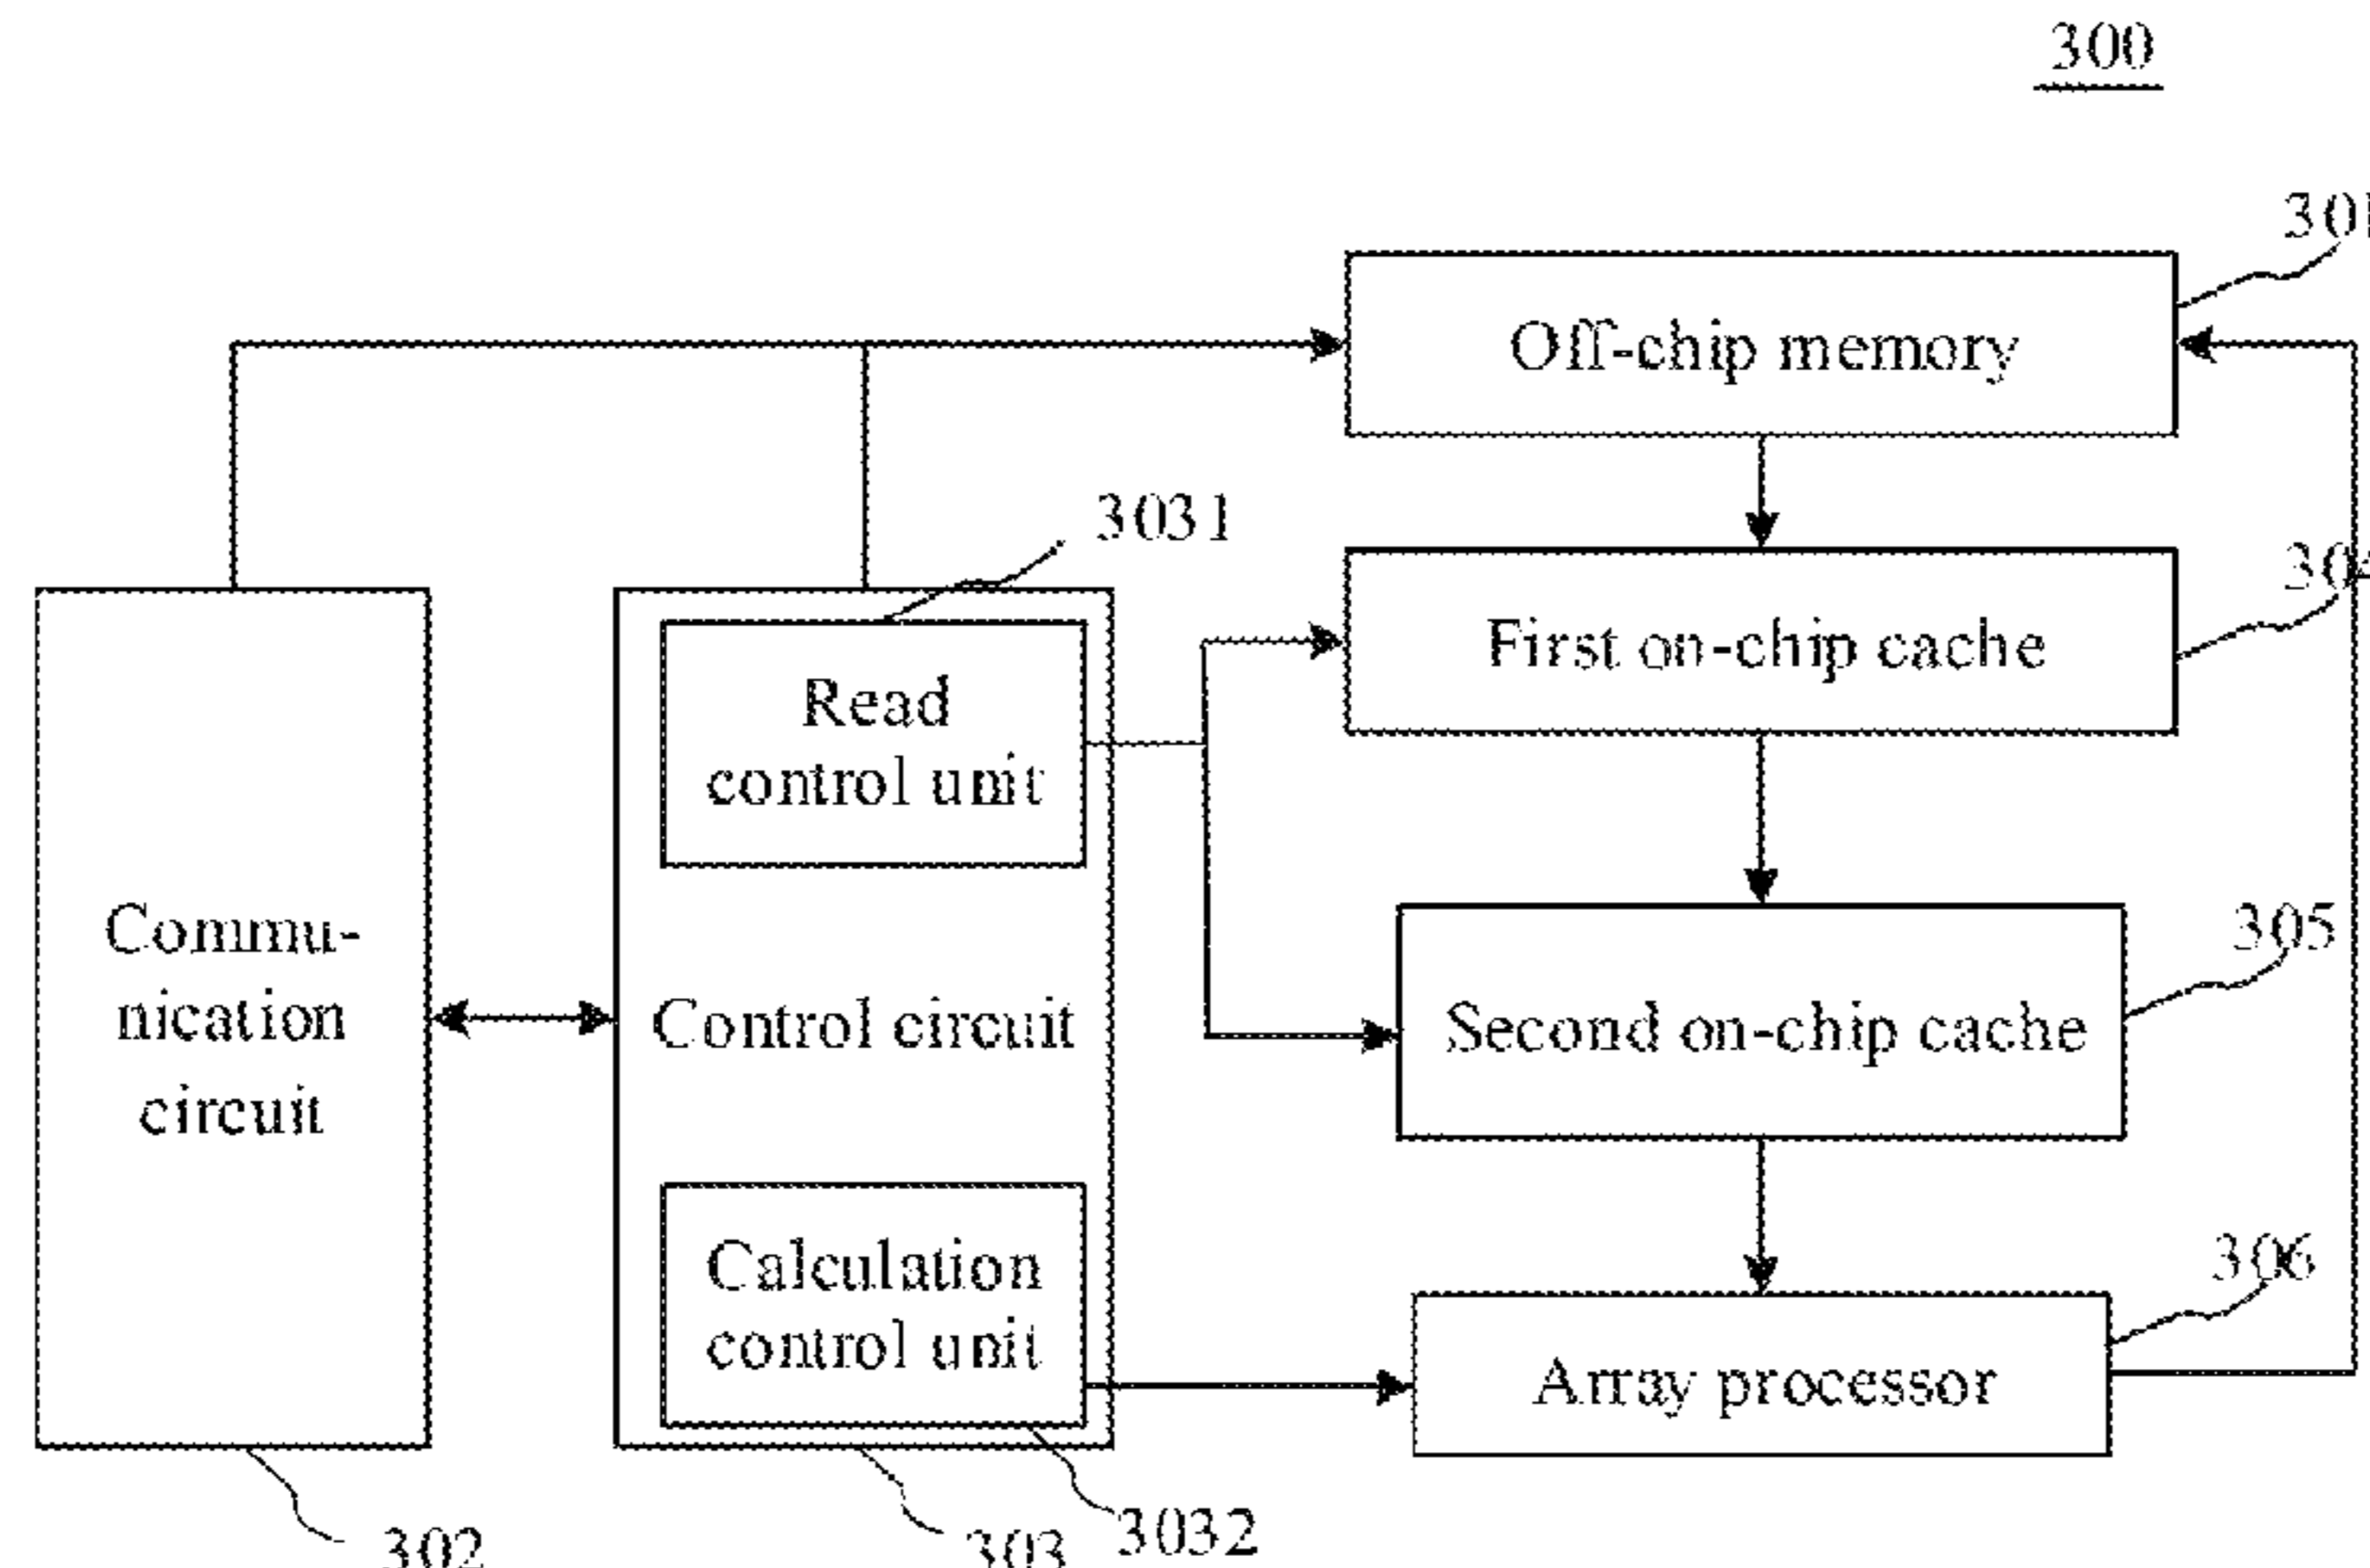 300
301
Off-chip memory
3031
304
First on-chip cache
Read
control unit
305
Commu-
nication
circuit
Control circuit
Second on-chip cache
306
Calculation
control unit
Array processor
302
303
3032